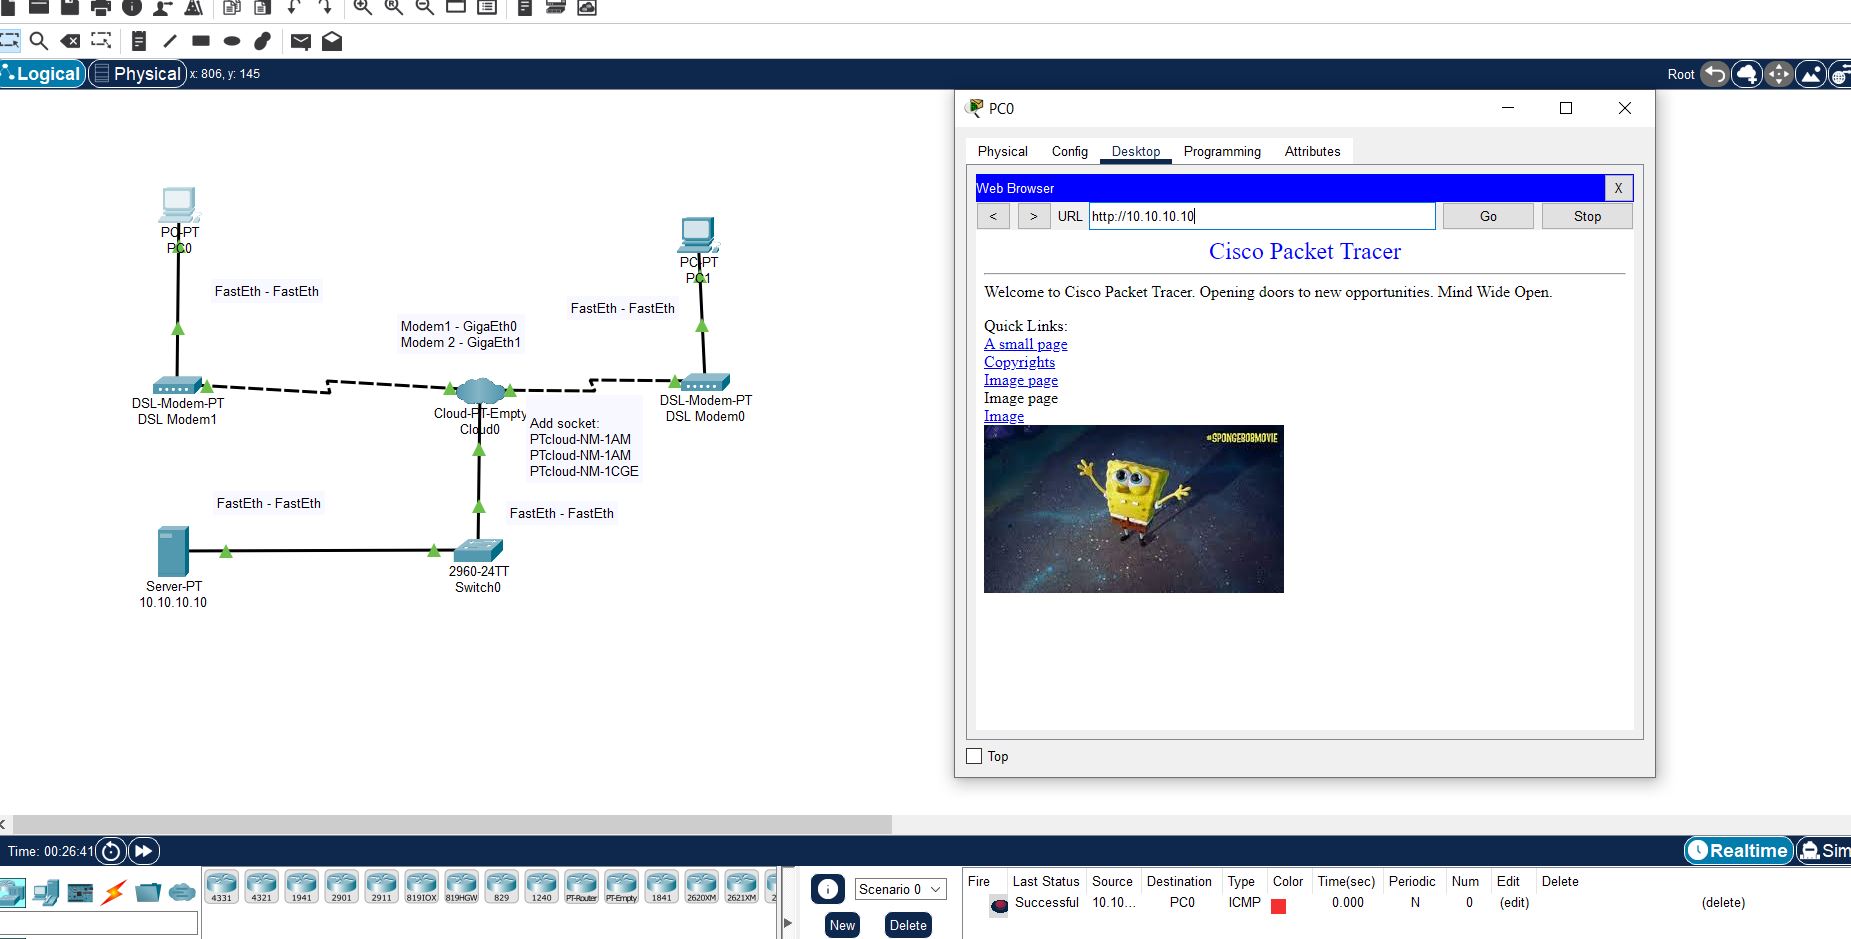 Logical
Physical
x: 806, y: 145
Root
PC-PT
PC0
FastEth - FastEth
PC-PT
PC1
FastEth - FastEth
Modem1 - GigaEth0
Modem 2 - GigaEth1
DSL-Modem-PT
DSL Modem1
Cloud-PT-Empty
Cloud0
DSL-Modem-PT
DSL Modem0
Add socket:
PTcloud-NM-1AM
PTcloud-NM-1AM
PTcloud-NM-1CGE
FastEth - FastEth
FastEth - FastEth
Server-PT
10.10.10.10
2960-24TT
Switch0
PC0
Physical Config Desktop Programming Attributes
Web Browser X
< > URL http://10.10.10.10 Go Stop
Cisco Packet Tracer
Welcome to Cisco Packet Tracer. Opening doors to new opportunities. Mind Wide Open.
Quick Links:
A small page
Copyrights
Image page
Image page
Image
#SPONGEBOBMOVIE
Top
Time: 00:26:41
Realtime
Sim
4331 4321 1941 2901 2911 819IOX 819HGW 829 1240 PT-Router PT-Empty 1841 2620XM 2621XM 2
Scenario 0
New Delete
Fire Last Status Source Destination Type Color Time(sec) Periodic Num Edit Delete
Successful 10.10... PC0 ICMP 0.000 N 0 (edit) (delete)